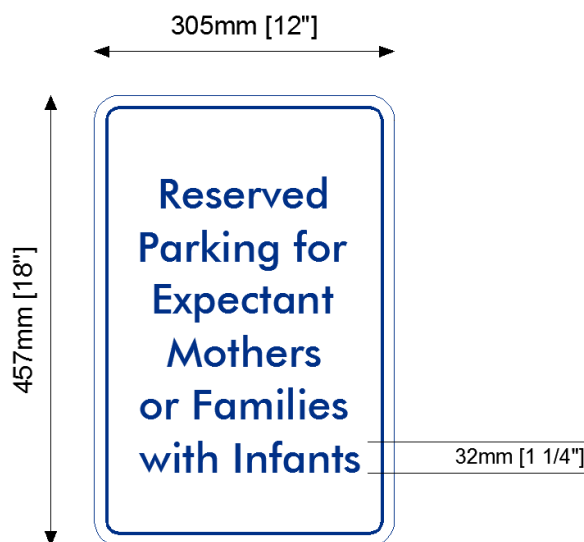 305mm [12"]
457mm [18"]
Reserved
Parking for
Expectant
Mothers
or Families
with Infants
32mm [1 1/4"]